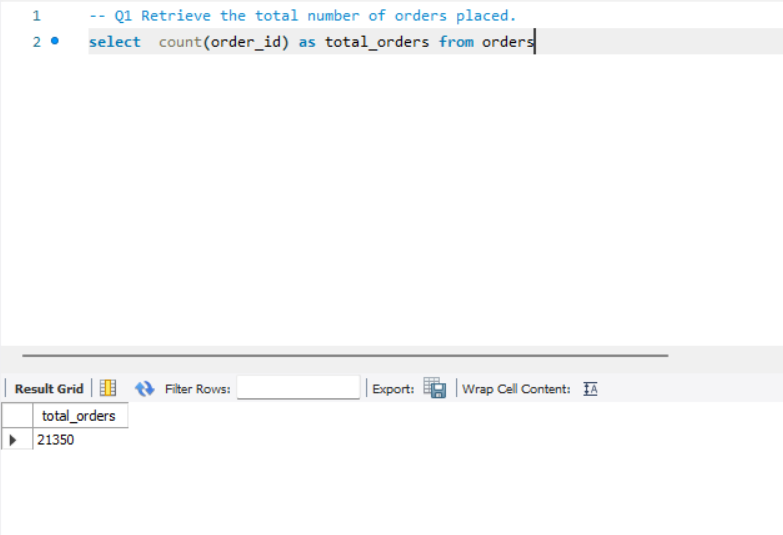 1 -- Q1 Retrieve the total number of orders placed.
2 select count(order_id) as total_orders from orders
Result Grid Filter Rows: Export: Wrap Cell Content: IA
total_orders
21350